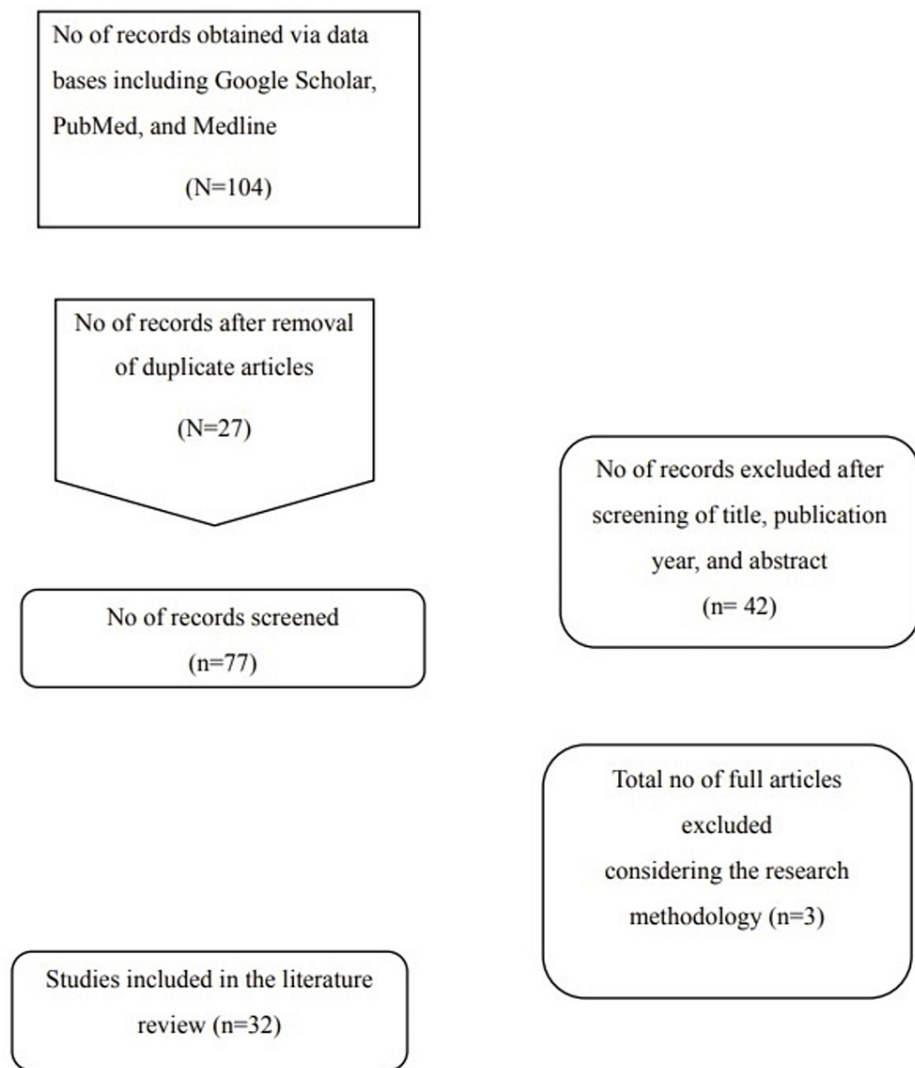 No of records obtained via data
bases including Google Scholar,
PubMed, and Medline
(N=104)
No of records after removal
of duplicate articles
(N=27)
No of records excluded after
screening of title, publication
year, and abstract
(n= 42)
No of records screened
(n=77)
Total no of full articles
excluded
considering the research
methodology (n=3)
Studies included in the literature
review (n=32)